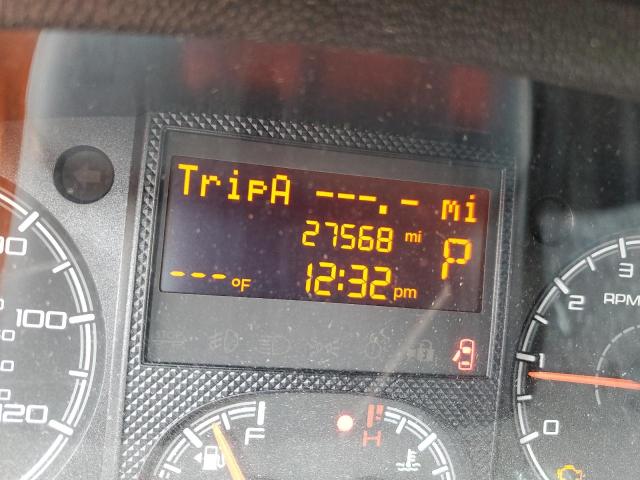 TripA ---.- mi
27568 mi
P
---°F 12:32 pm
100
120
3
2
RPM
1
0
F
H